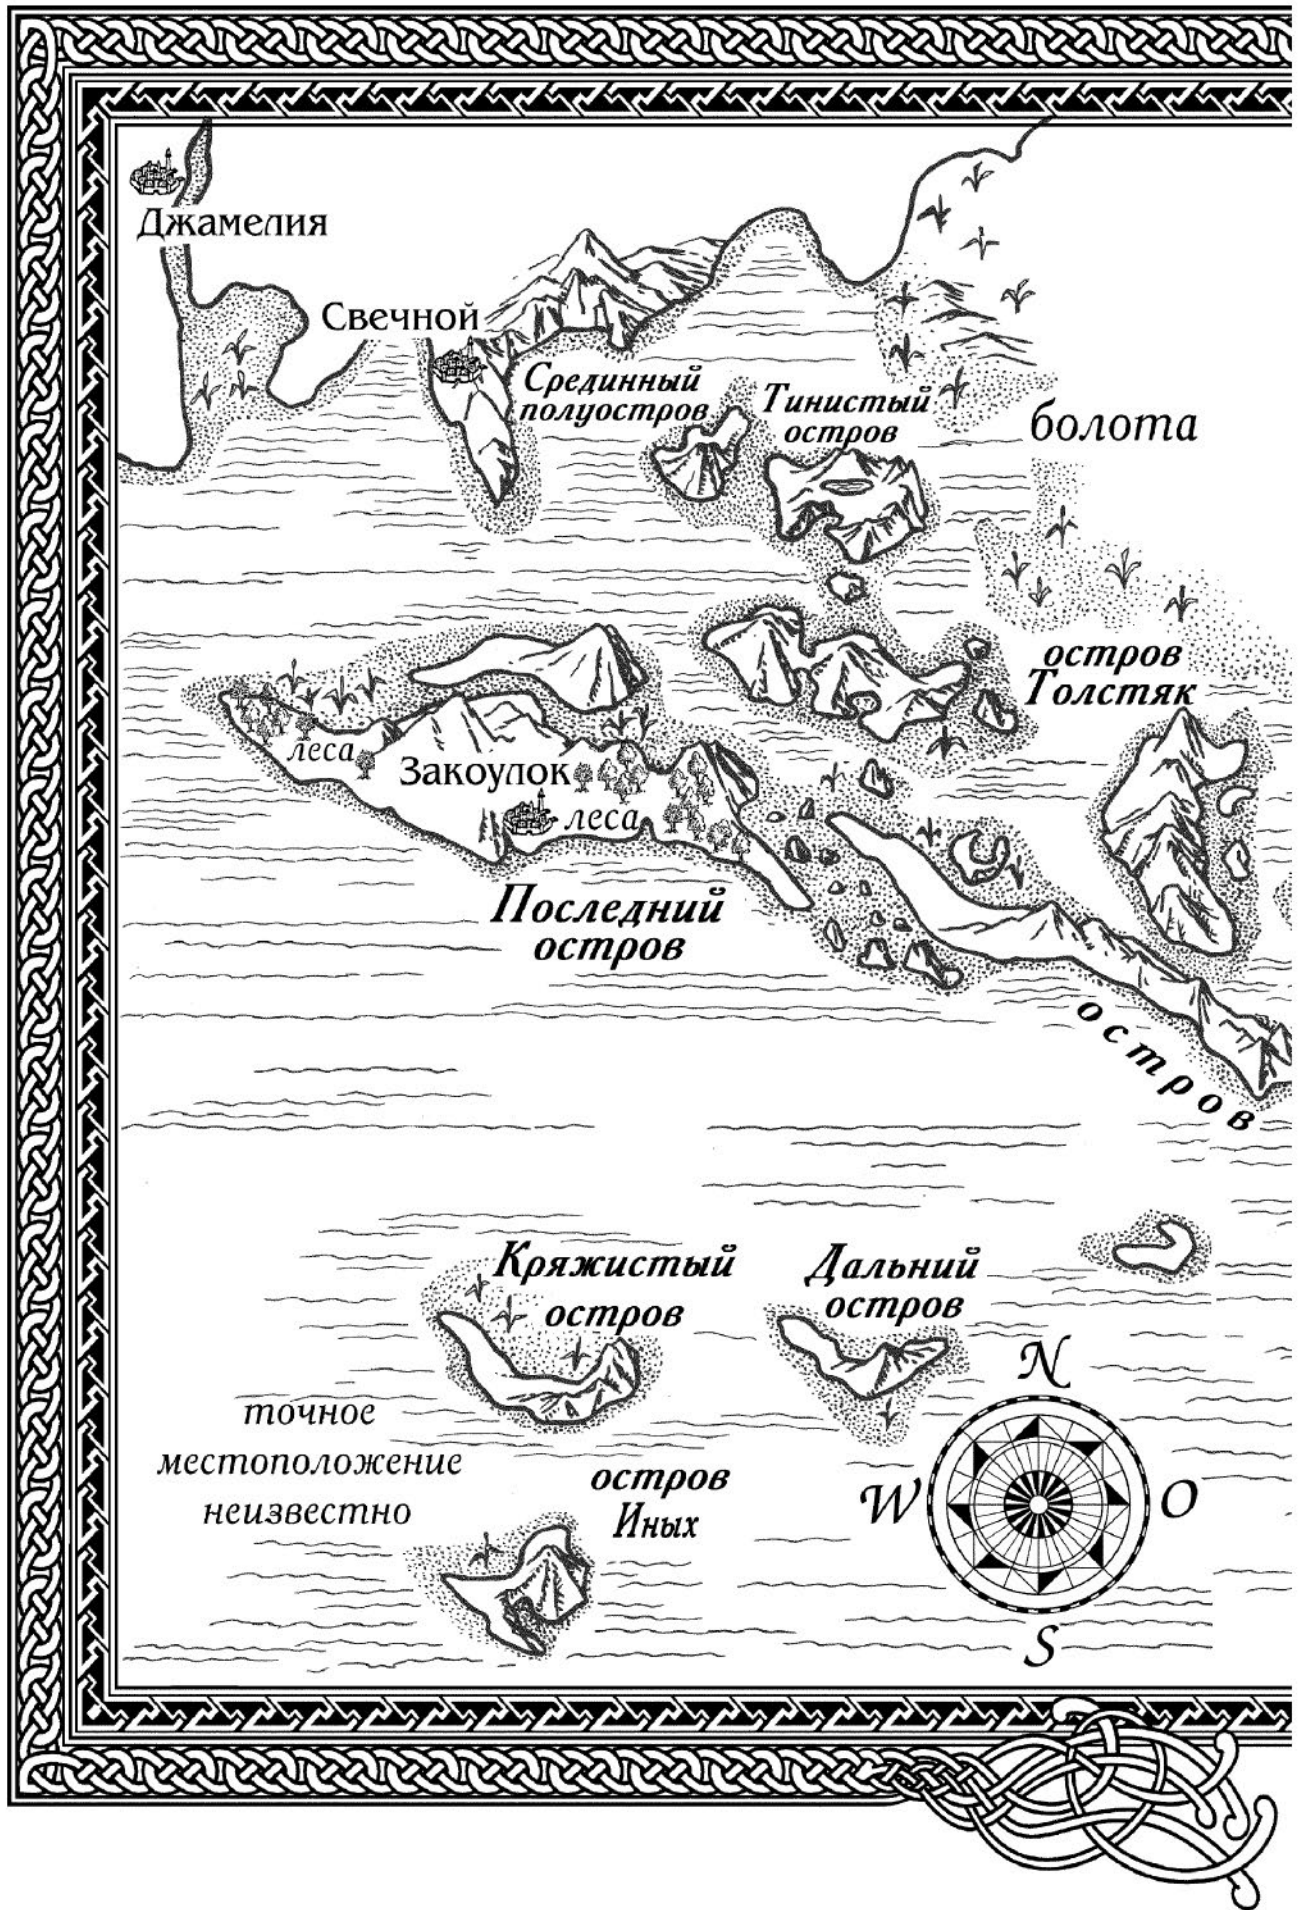 Джамелия
Свечной
Срединный
полуостров
Тинистый
остров
болота
остров
Толстяк
леса
Закоулок
леса
Последний
остров
остров
Кряжистый
остров
Дальний
остров
N
W
O
S
точное
местоположение
неизвестно
остров
Иных